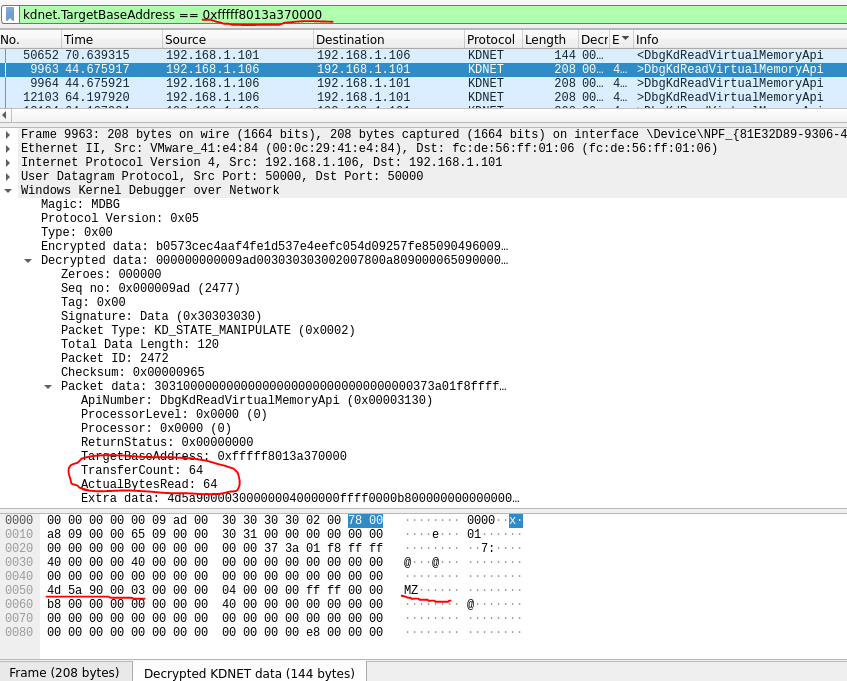 kdnet.TargetBaseAddress == 0xfffff8013a370000
No. Time Source Destination Protocol Length Decr E Info
50652 70.639315 192.168.1.101 192.168.1.106 KDNET 144 00… <DbgKdReadVirtualMemoryApi
9963 44.675917 192.168.1.106 192.168.1.101 KDNET 208 00… 4… >DbgKdReadVirtualMemoryApi
9964 44.675921 192.168.1.106 192.168.1.101 KDNET 208 00… 4… >DbgKdReadVirtualMemoryApi
12103 64.197920 192.168.1.106 192.168.1.101 KDNET 208 00… 4… >DbgKdReadVirtualMemoryApi
Frame 9963: 208 bytes on wire (1664 bits), 208 bytes captured (1664 bits) on interface \Device\NPF_{81E32D89-9306-4
Ethernet II, Src: VMware_41:e4:84 (00:0c:29:41:e4:84), Dst: fc:de:56:ff:01:06 (fc:de:56:ff:01:06)
Internet Protocol Version 4, Src: 192.168.1.106, Dst: 192.168.1.101
User Datagram Protocol, Src Port: 50000, Dst Port: 50000
Windows Kernel Debugger over Network
Magic: MDBG
Protocol Version: 0x05
Type: 0x00
Encrypted data: b0573cec4aaf4fe1d537e4eefc054d09257fe85090496009…
Decrypted data: 000000000009ad003030303002007800a809000065090000…
Zeroes: 000000
Seq no: 0x000009ad (2477)
Tag: 0x00
Signature: Data (0x30303030)
Packet Type: KD_STATE_MANIPULATE (0x0002)
Total Data Length: 120
Packet ID: 2472
Checksum: 0x00000965
Packet data: 3031000000000000000000000000000000000000373a01f8ffff…
ApiNumber: DbgKdReadVirtualMemoryApi (0x00003130)
ProcessorLevel: 0x0000 (0)
Processor: 0x0000 (0)
ReturnStatus: 0x00000000
TargetBaseAddress: 0xfffff8013a370000
TransferCount: 64
ActualBytesRead: 64
Extra data: 4d5a90000300000004000000ffff0000b800000000000000…
0000 00 00 00 00 00 09 ad 00 30 30 30 30 02 00 78 00 ········ 0000··x·
0010 a8 09 00 00 65 09 00 00 30 31 00 00 00 00 00 00 ····e··· 01······
0020 00 00 00 00 00 00 00 00 00 00 37 3a 01 f8 ff ff ········ ··7:····
0030 40 00 00 00 40 00 00 00 00 00 00 00 00 00 00 00 @···@··· ········
0040 00 00 00 00 00 00 00 00 00 00 00 00 00 00 00 00 ········ ········
0050 4d 5a 90 00 03 00 00 00 04 00 00 00 ff ff 00 00 MZ······ ········
0060 b8 00 00 00 00 00 00 00 40 00 00 00 00 00 00 00 ········ @·······
0070 00 00 00 00 00 00 00 00 00 00 00 00 00 00 00 00 ········ ········
0080 00 00 00 00 00 00 00 00 00 00 00 00 e8 00 00 00 ········ ········
Frame (208 bytes) Decrypted KDNET data (144 bytes)